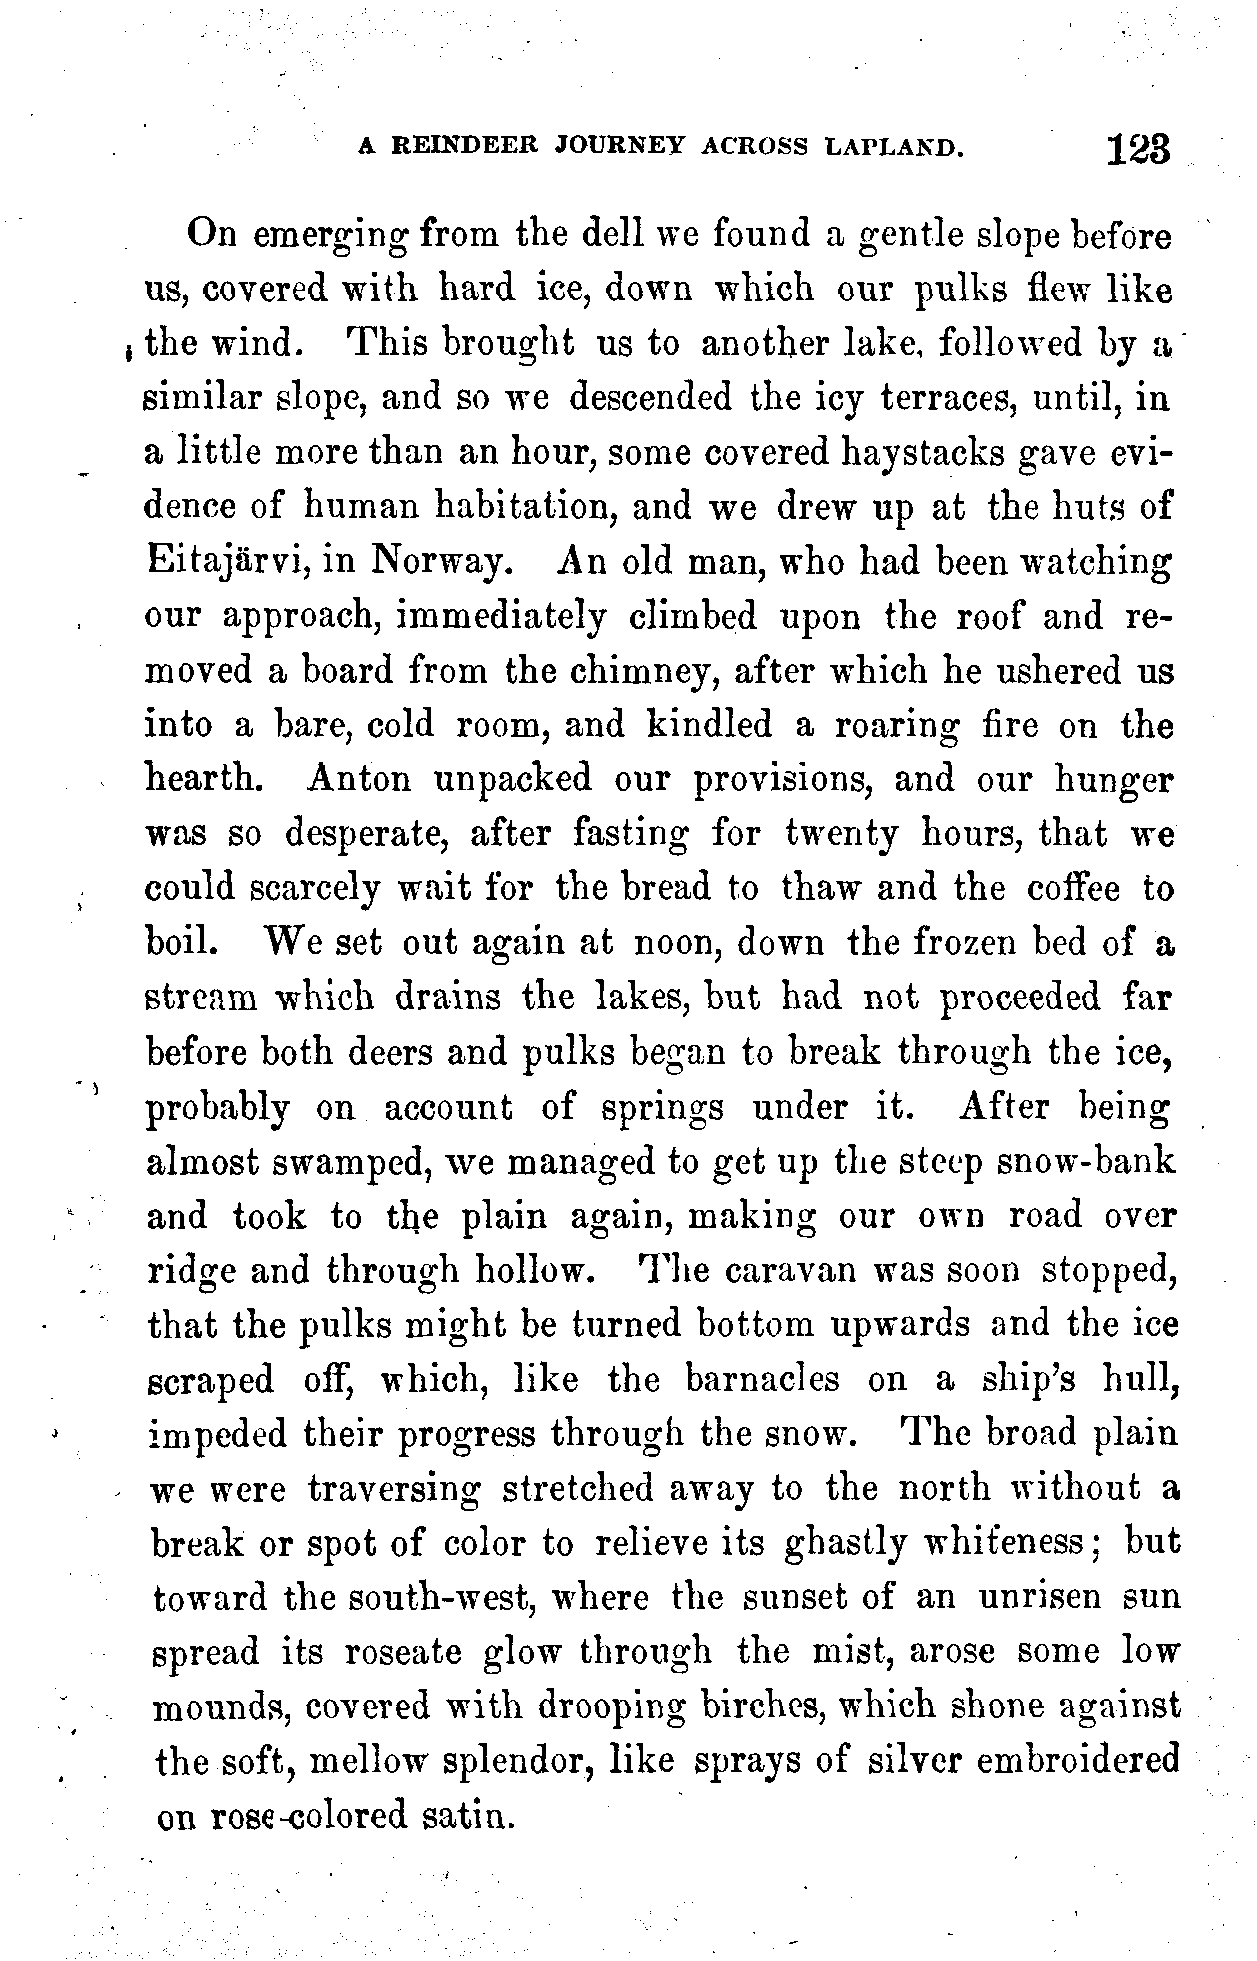 A REINDEER JOURNEY ACROSS LAPLAND. 123
On emerging from the dell we found a gentle slope before
us, covered with hard ice, down which our pulks flew like
the wind. This brought us to another lake, followed by a
similar slope, and so we descended the icy terraces, until, in
a little more than an hour, some covered haystacks gave evi-
dence of human habitation, and we drew up at the huts of
Eitajärvi, in Norway. An old man, who had been watching
our approach, immediately climbed upon the roof and re-
moved a board from the chimney, after which he ushered us
into a bare, cold room, and kindled a roaring fire on the
hearth. Anton unpacked our provisions, and our hunger
was so desperate, after fasting for twenty hours, that we
could scarcely wait for the bread to thaw and the coffee to
boil. We set out again at noon, down the frozen bed of a
stream which drains the lakes, but had not proceeded far
before both deers and pulks began to break through the ice,
probably on account of springs under it. After being
almost swamped, we managed to get up the steep snow-bank
and took to the plain again, making our own road over
ridge and through hollow. The caravan was soon stopped,
that the pulks might be turned bottom upwards and the ice
scraped off, which, like the barnacles on a ship's hull,
impeded their progress through the snow. The broad plain
we were traversing stretched away to the north without a
break or spot of color to relieve its ghastly whiteness; but
toward the south-west, where the sunset of an unrisen sun
spread its roseate glow through the mist, arose some low
mounds, covered with drooping birches, which shone against
the soft, mellow splendor, like sprays of silver embroidered
on rose-colored satin.